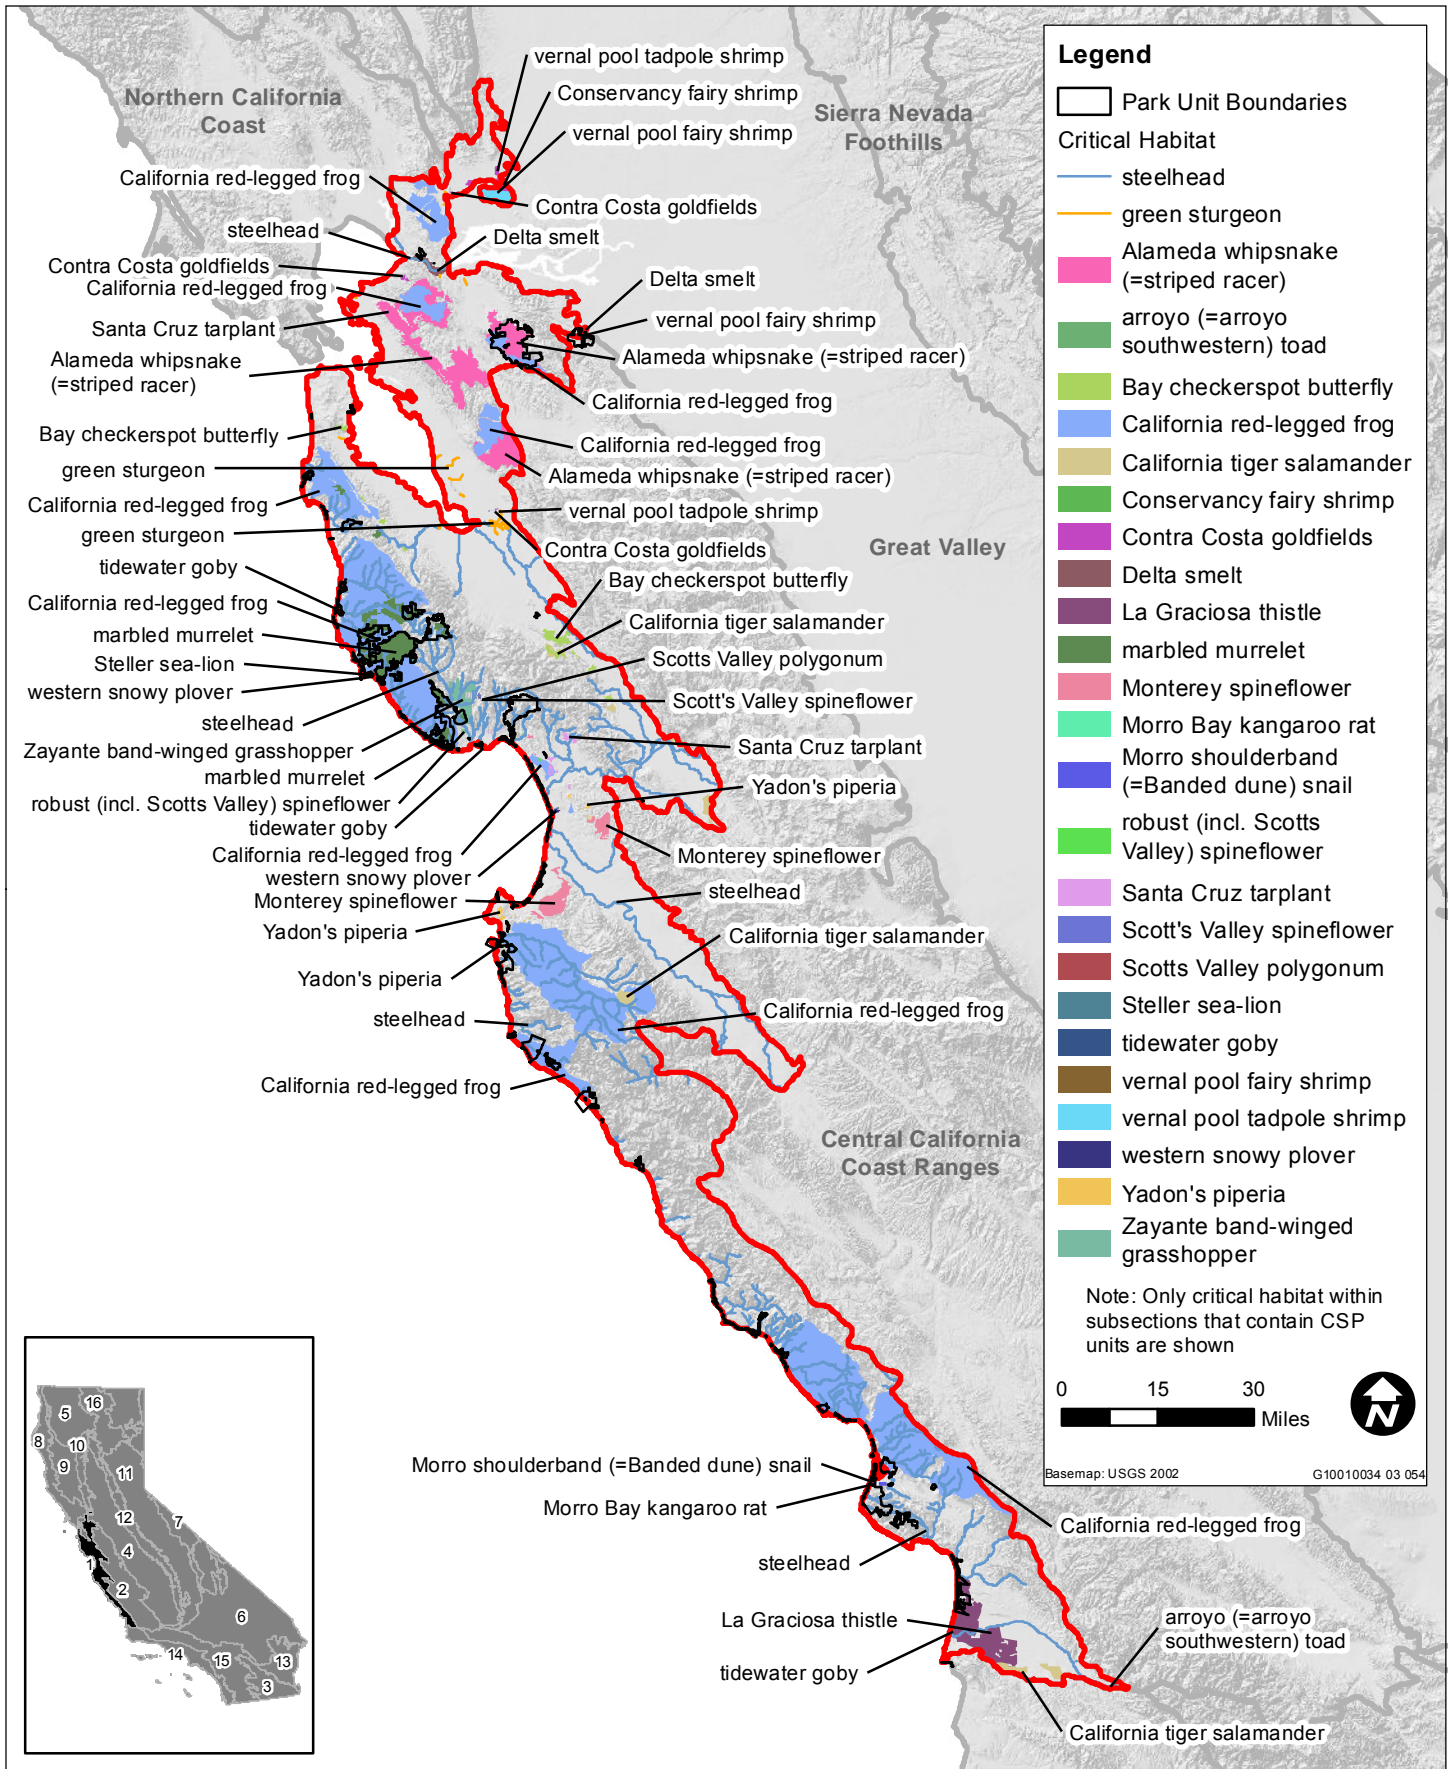 Northern California
Coast
Sierra Nevada
Foothills
Great Valley
Central California
Coast Ranges
vernal pool tadpole shrimp
Conservancy fairy shrimp
vernal pool fairy shrimp
California red-legged frog
Contra Costa goldfields
steelhead
Delta smelt
Contra Costa goldfields
California red-legged frog
Delta smelt
Santa Cruz tarplant
vernal pool fairy shrimp
Alameda whipsnake
(=striped racer)
Alameda whipsnake (=striped racer)
California red-legged frog
Bay checkerspot butterfly
California red-legged frog
green sturgeon
Alameda whipsnake (=striped racer)
California red-legged frog
vernal pool tadpole shrimp
green sturgeon
Contra Costa goldfields
tidewater goby
Bay checkerspot butterfly
California red-legged frog
California tiger salamander
marbled murrelet
Scotts Valley polygonum
Steller sea-lion
western snowy plover
Scott's Valley spineflower
steelhead
Zayante band-winged grasshopper
Santa Cruz tarplant
marbled murrelet
Yadon's piperia
robust (incl. Scotts Valley) spineflower
tidewater goby
California red-legged frog
Monterey spineflower
western snowy plover
steelhead
Monterey spineflower
Yadon's piperia
California tiger salamander
Yadon's piperia
California red-legged frog
steelhead
California red-legged frog
Morro shoulderband (=Banded dune) snail
Morro Bay kangaroo rat
California red-legged frog
steelhead
La Graciosa thistle
arroyo (=arroyo
southwestern) toad
tidewater goby
California tiger salamander
Legend
Park Unit Boundaries
Critical Habitat
steelhead
green sturgeon
Alameda whipsnake
(=striped racer)
arroyo (=arroyo
southwestern) toad
Bay checkerspot butterfly
California red-legged frog
California tiger salamander
Conservancy fairy shrimp
Contra Costa goldfields
Delta smelt
La Graciosa thistle
marbled murrelet
Monterey spineflower
Morro Bay kangaroo rat
Morro shoulderband
(=Banded dune) snail
robust (incl. Scotts
Valley) spineflower
Santa Cruz tarplant
Scott's Valley spineflower
Scotts Valley polygonum
Steller sea-lion
tidewater goby
vernal pool fairy shrimp
vernal pool tadpole shrimp
western snowy plover
Yadon's piperia
Zayante band-winged
grasshopper
Note: Only critical habitat within
subsections that contain CSP
units are shown
0 15 30
Miles
N
Basemap: USGS 2002
G10010034 03 054
16
5
8
10
9
11
12
7
4
1
2
6
14
15
13
3